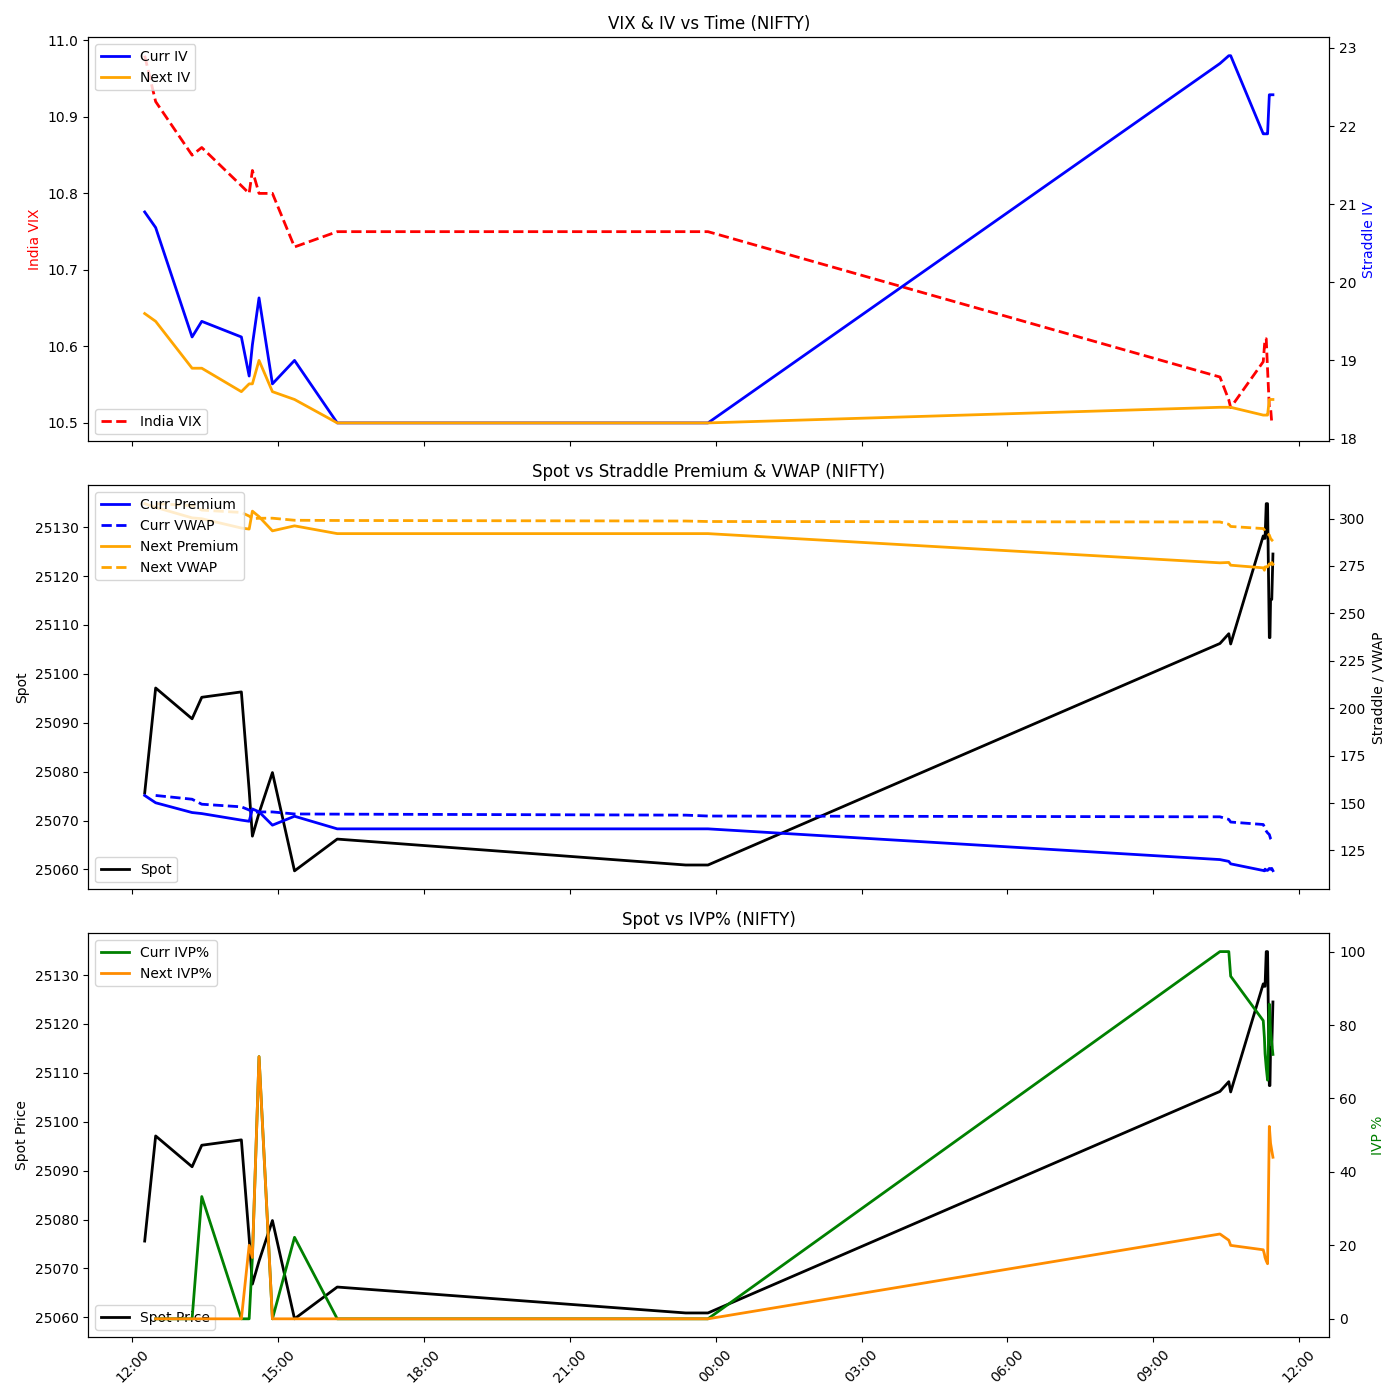 VIX & IV vs Time (NIFTY)
Curr IV
Next IV
India VIX
11.0
10.9
10.8
10.7
10.6
10.5
India VIX
23
22
21
20
19
18
Straddle IV
Spot vs Straddle Premium & VWAP (NIFTY)
Curr Premium
Curr VWAP
Next Premium
Next VWAP
Spot
25130
25120
25110
25100
25090
25080
25070
25060
Spot
300
275
250
225
200
175
150
125
Straddle / VWAP
Spot vs IVP% (NIFTY)
Curr IVP%
Next IVP%
Spot Price
25130
25120
25110
25100
25090
25080
25070
25060
Spot Price
100
80
60
40
20
0
IVP %
12:00
15:00
18:00
21:00
00:00
03:00
06:00
09:00
12:00